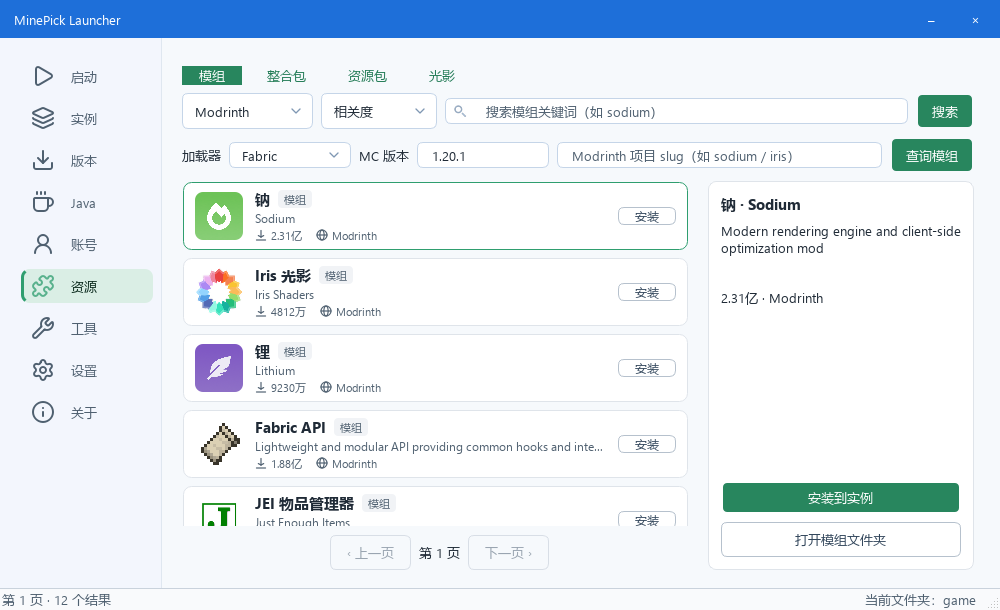 MinePick Launcher
启动
实例
版本
Java
账号
资源
工具
设置
关于
模组 整合包 资源包 光影
Modrinth 相关度 搜索模组关键词（如 sodium） 搜索
加载器 Fabric MC 版本 1.20.1 Modrinth 项目 slug（如 sodium / iris） 查询模组
钠 模组
Sodium
2.31亿 Modrinth
安装
Iris 光影 模组
Iris Shaders
4812万 Modrinth
安装
锂 模组
Lithium
9230万 Modrinth
安装
Fabric API 模组
Lightweight and modular API providing common hooks and inte...
1.88亿 Modrinth
安装
JEI 物品管理器 模组
Just Enough Items
安装
‹ 上一页 第 1 页 下一页 ›
钠 · Sodium
Modern rendering engine and client-side
optimization mod
2.31亿 · Modrinth
安装到实例
打开模组文件夹
第 1 页 · 12 个结果
当前文件夹：game